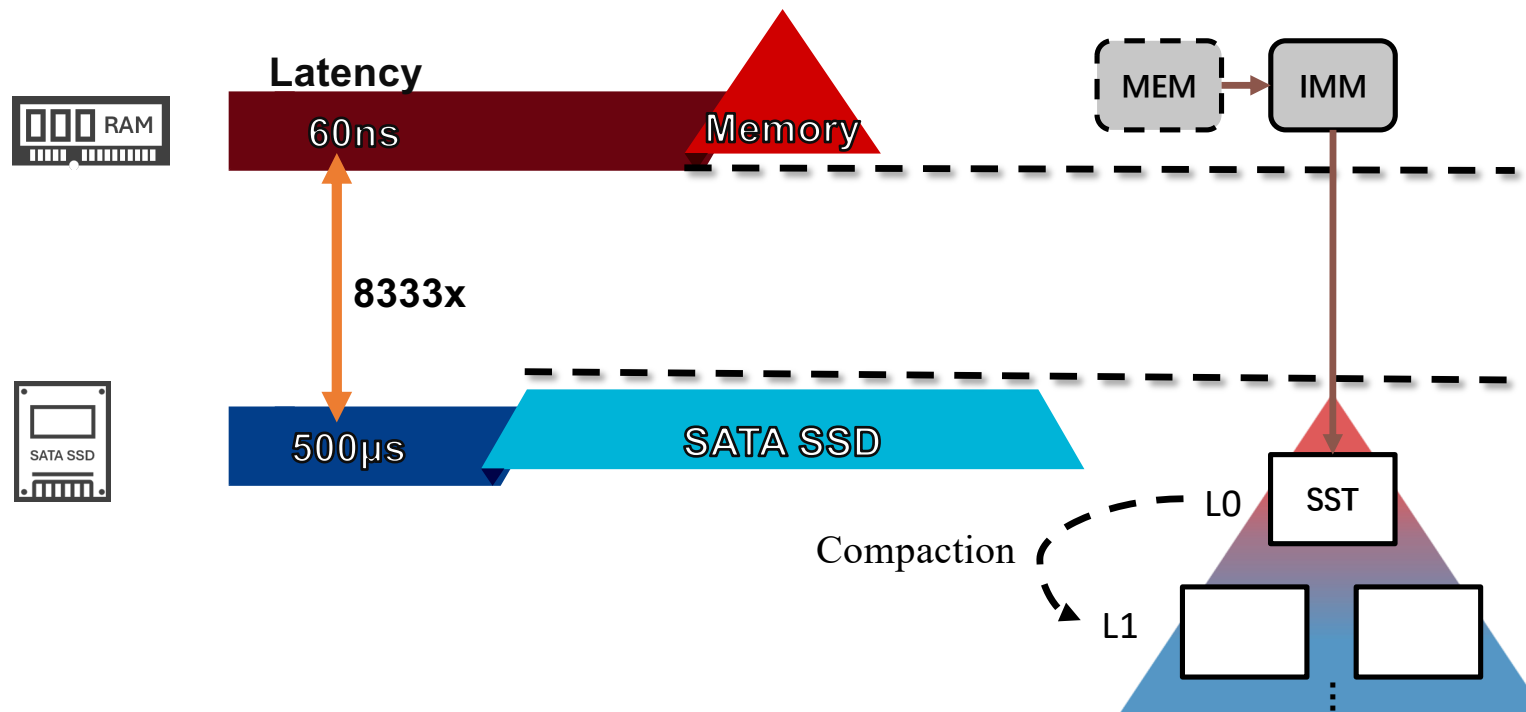 Latency
RAM
60ns
Memory
MEM
IMM
8333x
SATA SSD
500μs
SATA SSD
L0
SST
Compaction
L1